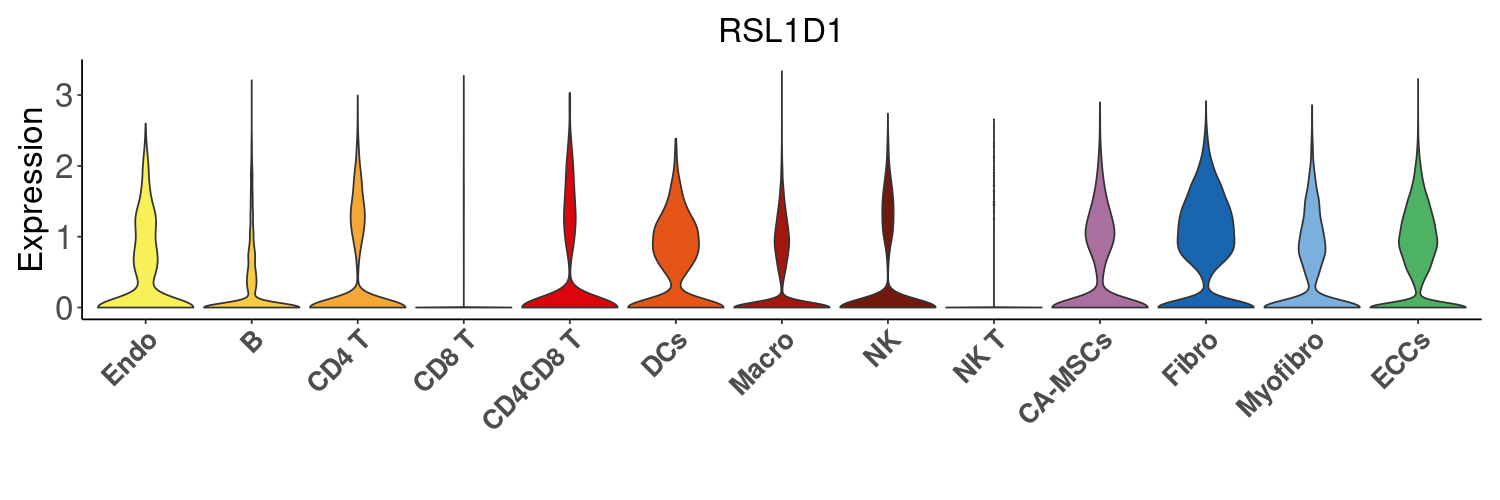 RSL1D1
Expression
3
2
1
0
Endo
B
CD4 T
CD8 T
CD4CD8 T
DCs
Macro
NK
NK T
CA-MSCs
Fibro
Myofibro
ECCs